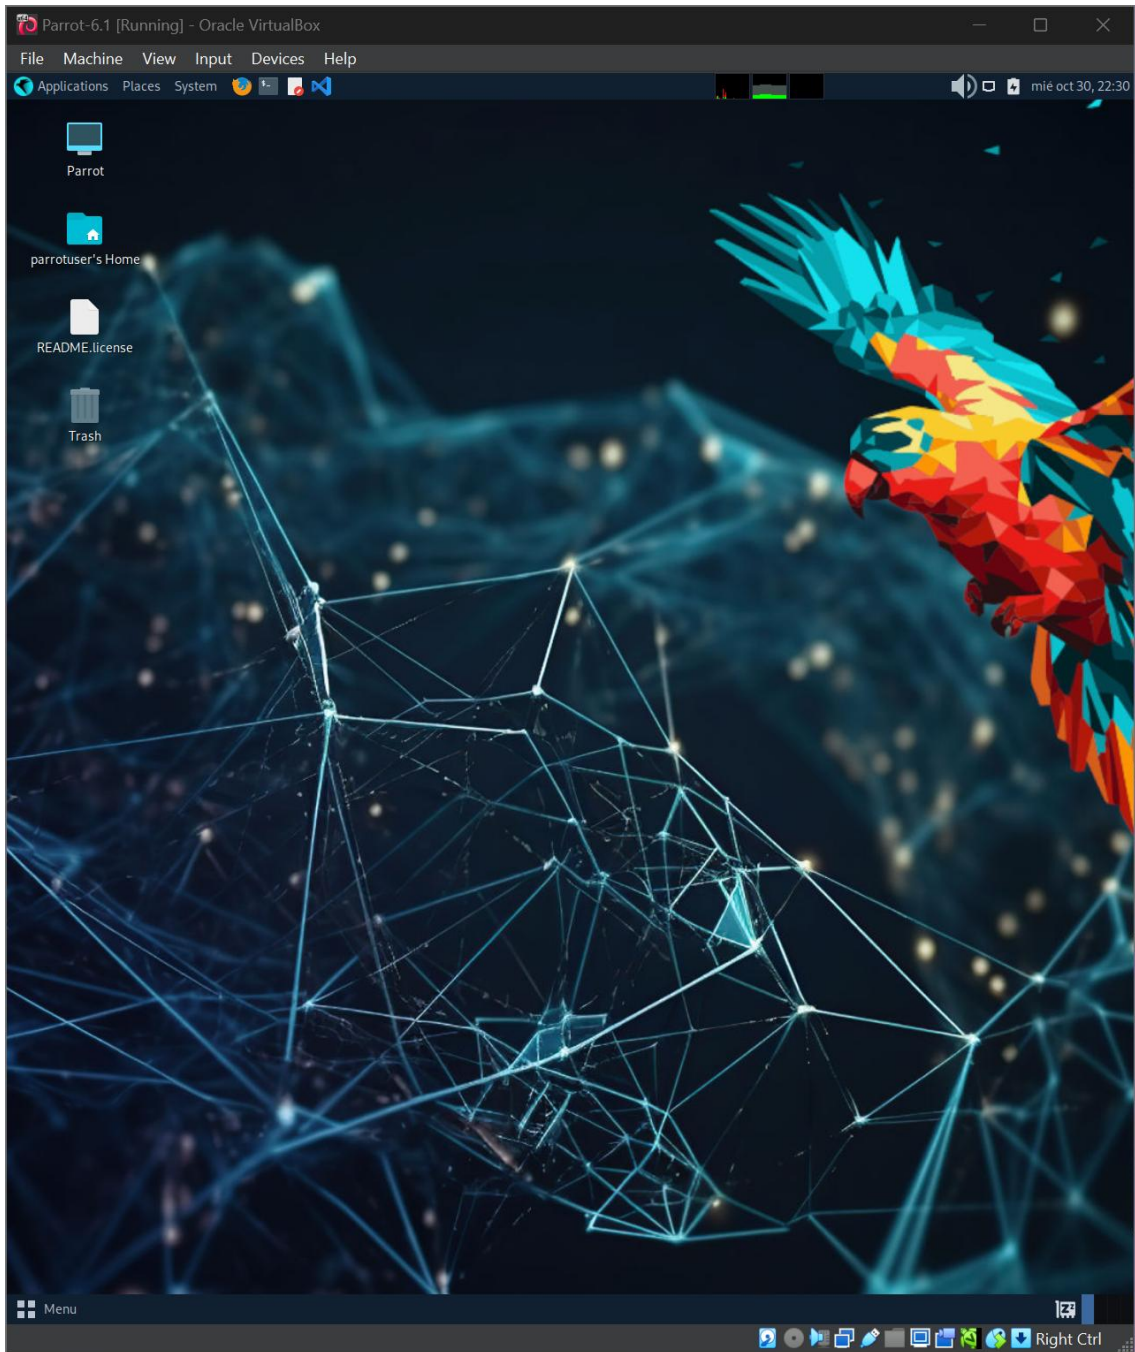 Parrot-6.1 [Running] - Oracle VirtualBox
File Machine View Input Devices Help
Applications Places System mié oct 30, 22:30
Parrot
parrotuser's Home
README.license
Trash
Menu
Right Ctrl